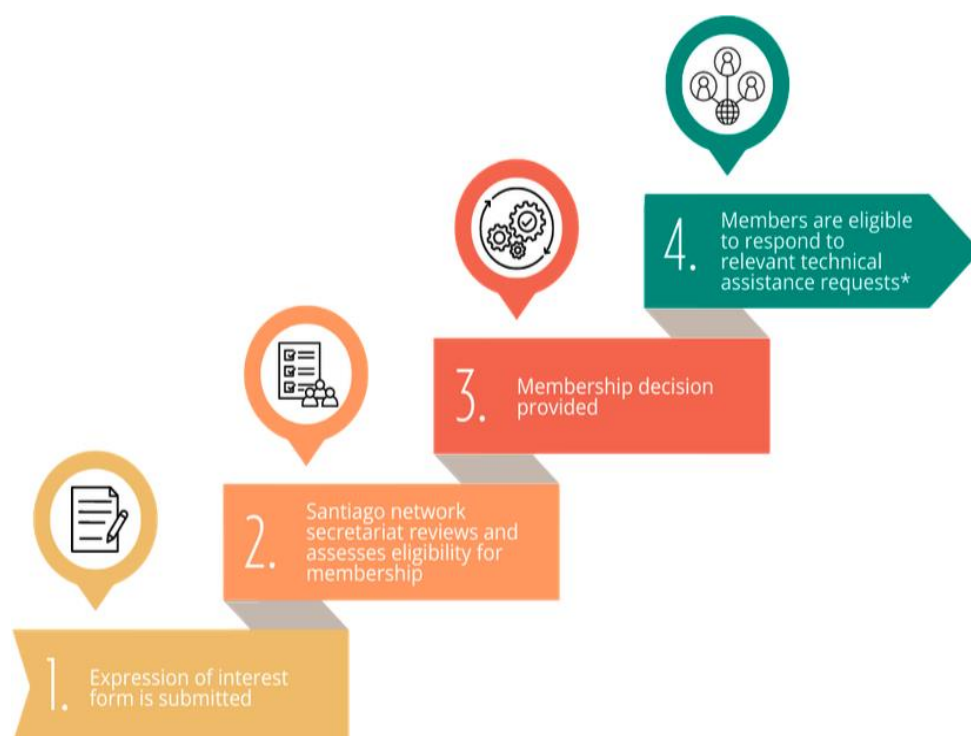 1.
Expression of interest
form is submitted
2.
Santiago network
secretariat reviews and
assesses eligibility for
membership
3.
Membership decision
provided
4.
Members are eligible
to respond to
relevant technical
assistance requests*